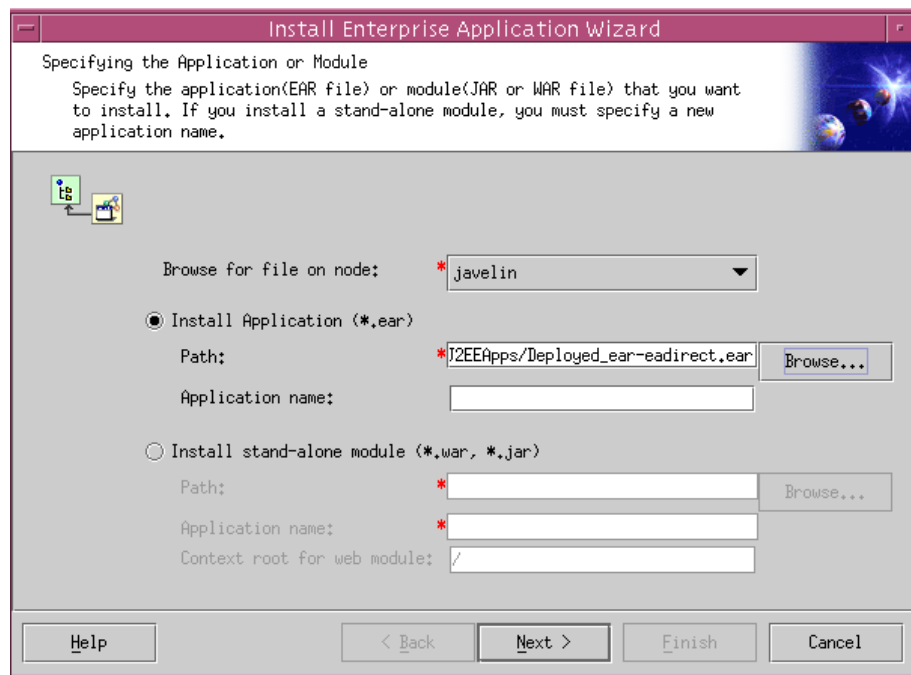 Install Enterprise Application Wizard
Specifying the Application or Module
Specify the application(EAR file) or module(JAR or WAR file) that you want
to install. If you install a stand-alone module, you must specify a new
application name.
Browse for file on node: * javelin
Install Application (*.ear)
Path: * J2EEApps/Deployed_ear-eadirect.ear Browse...
Application name:
Install stand-alone module (*.war, *.jar)
Path: * Browse...
Application name: *
Context root for web module: /
Help < Back Next > Finish Cancel